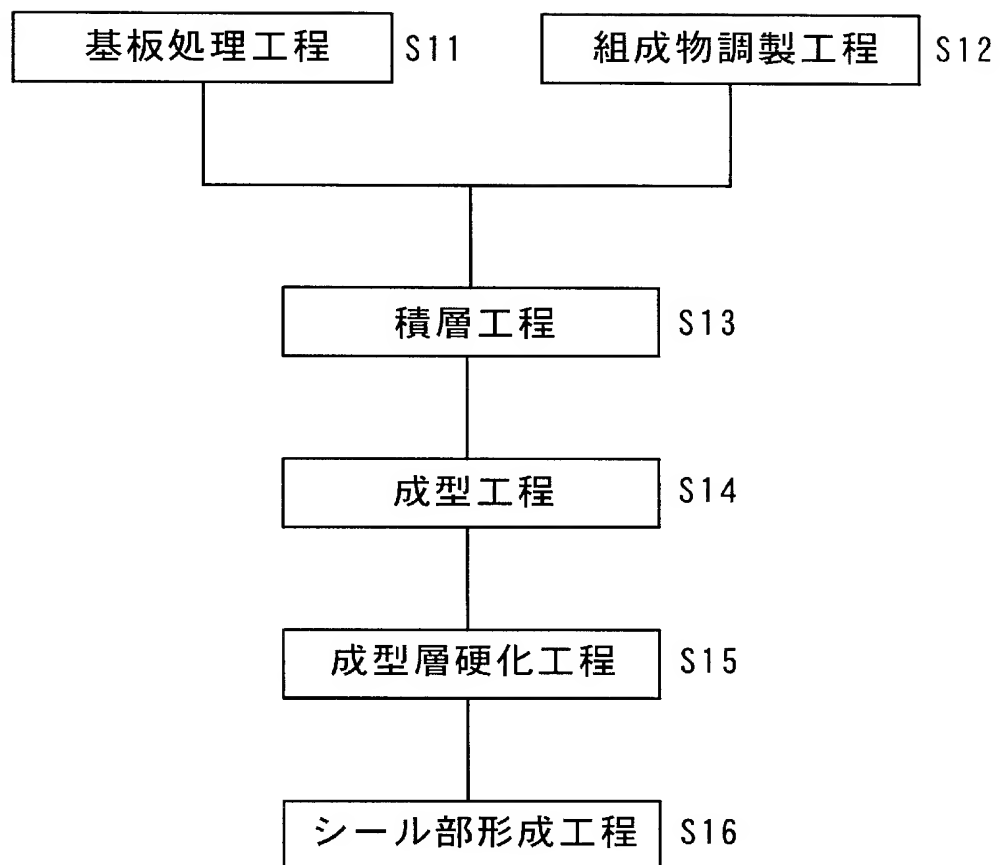 基板処理工程 S11
組成物調製工程 S12
積層工程 S13
成型工程 S14
成型層硬化工程 S15
シール部形成工程 S16